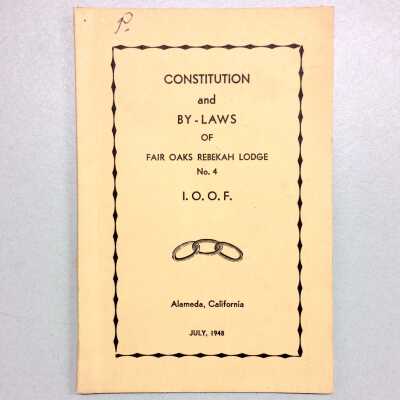 CONSTITUTION
and
BY-LAWS
OF
FAIR OAKS REBEKAH LODGE
No. 4
I. O. O. F.
Alameda, California
JULY, 1948